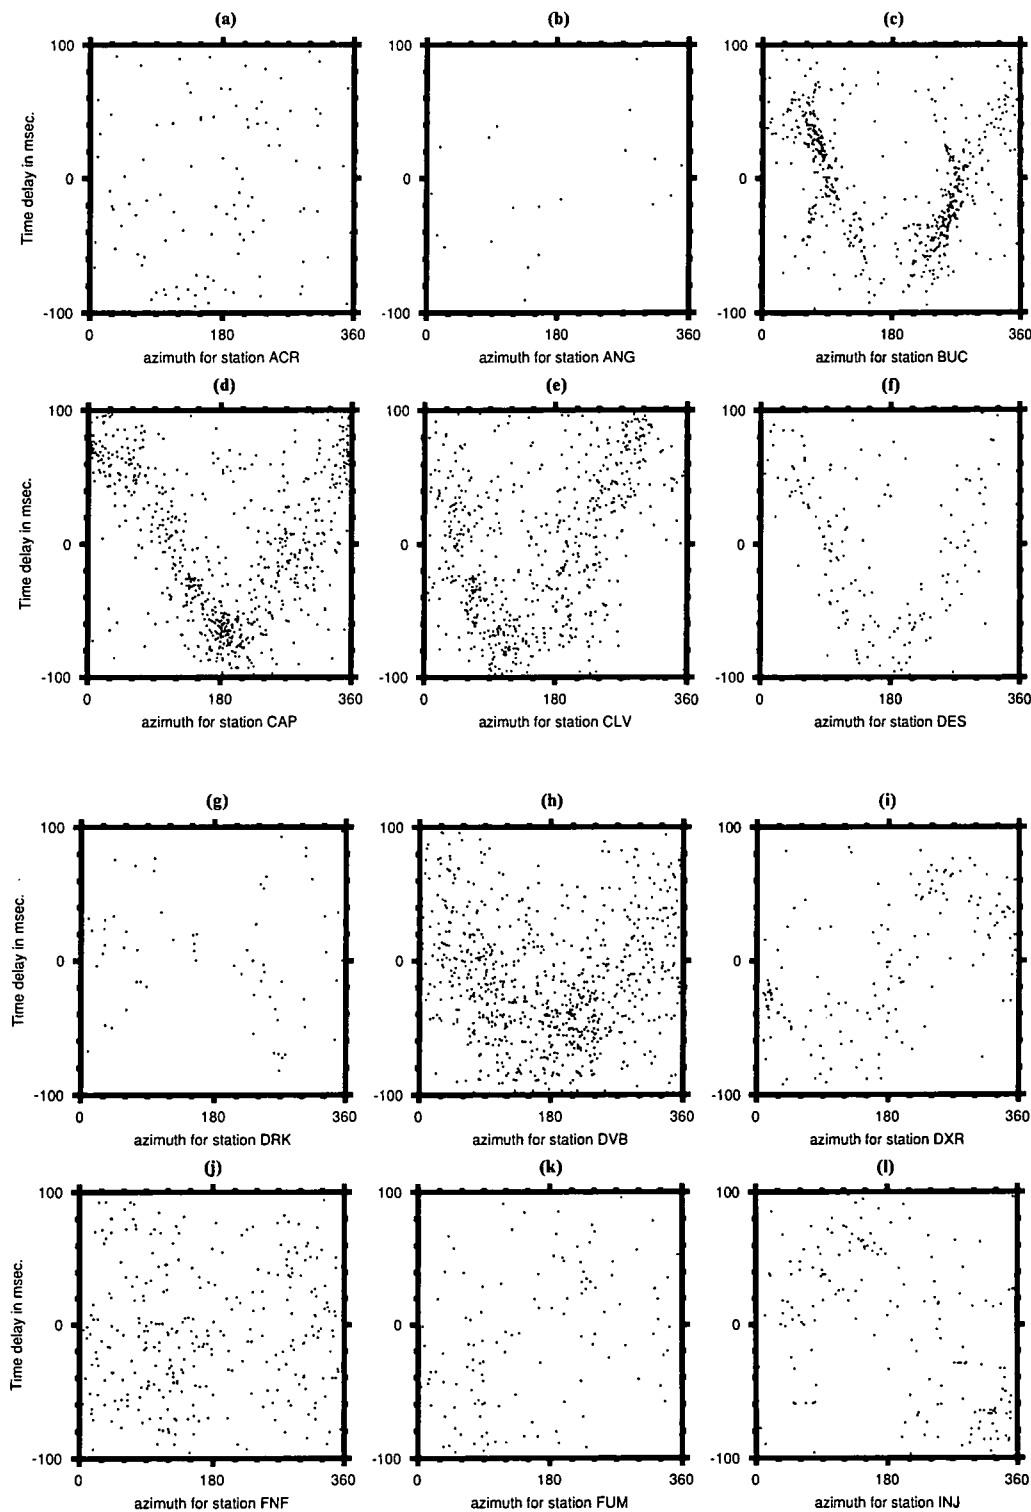 (a) (b) (c)
100
0
-100
Time delay in msec.
0 180 360 0 180 360 0 180 360
azimuth for station ACR azimuth for station ANG azimuth for station BUC
(d) (e) (f)
100 100 100
0 0 0
-100 -100 -100
Time delay in msec.
0 180 360 0 180 360 0 180 360
azimuth for station CAP azimuth for station CLV azimuth for station DES
(g) (h) (i)
100 100 100
0 0 0
-100 -100 -100
Time delay in msec.
0 180 360 0 180 360 0 180 360
azimuth for station DRK azimuth for station DVB azimuth for station DXR
(j) (k) (l)
100 100 100
0 0 0
-100 -100 -100
Time delay in msec.
0 180 360 0 180 360 0 180 360
azimuth for station FNF azimuth for station FUM azimuth for station INJ